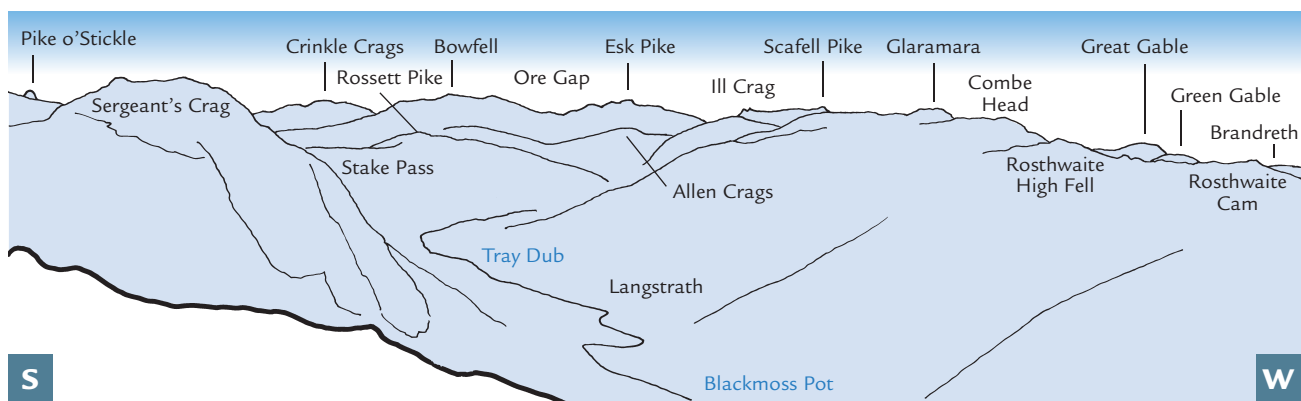 Pike o’Stickle
Crinkle Crags
Bowfell
Esk Pike
Scafell Pike
Glaramara
Great Gable
Rossett Pike
Ore Gap
Ill Crag
Combe
Head
Green Gable
Sergeant’s Crag
Brandreth
Stake Pass
Allen Crags
Rosthwaite
High Fell
Rosthwaite
Cam
Tray Dub
Langstrath
Blackmoss Pot
S
W